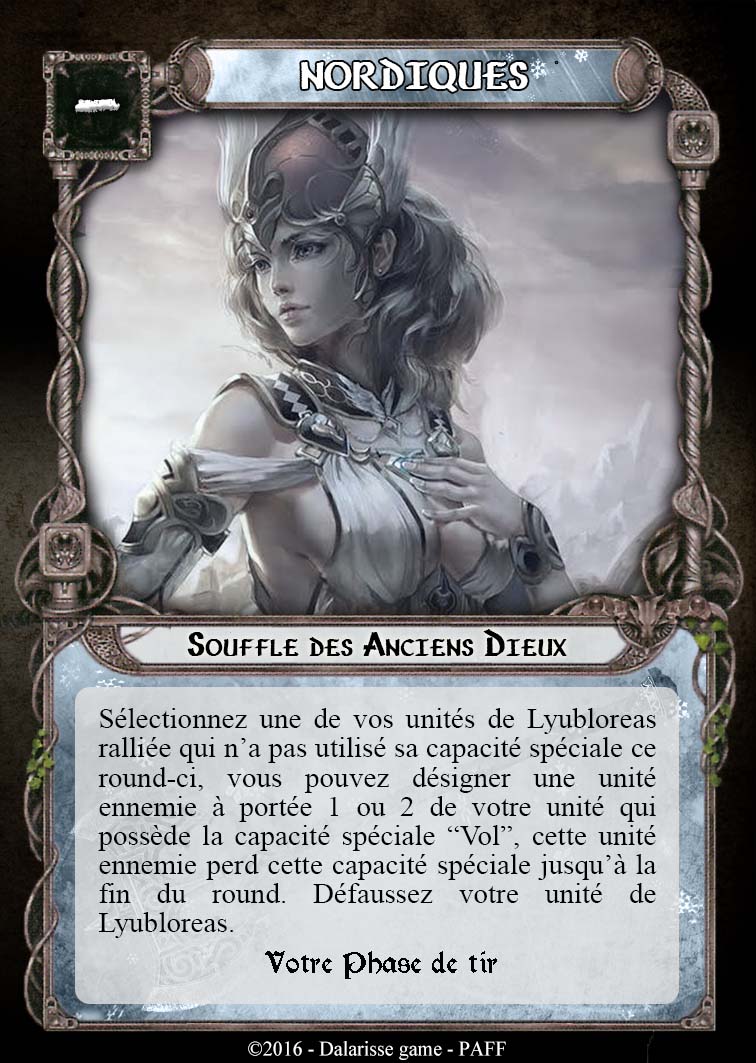 NORDIQUES
Souffle des Anciens Dieux
Sélectionnez une de vos unités de Lyubloreas
ralliée qui n’a pas utilisé sa capacité spéciale ce
round-ci, vous pouvez désigner une unité
ennemie à portée 1 ou 2 de votre unité qui
possède la capacité spéciale “Vol”, cette unité
ennemie perd cette capacité spéciale jusqu’à la
fin du round. Défaussez votre unité de
Lyubloreas.
Votre Phase de tir
©2016 - Dalarisse game - PAFF